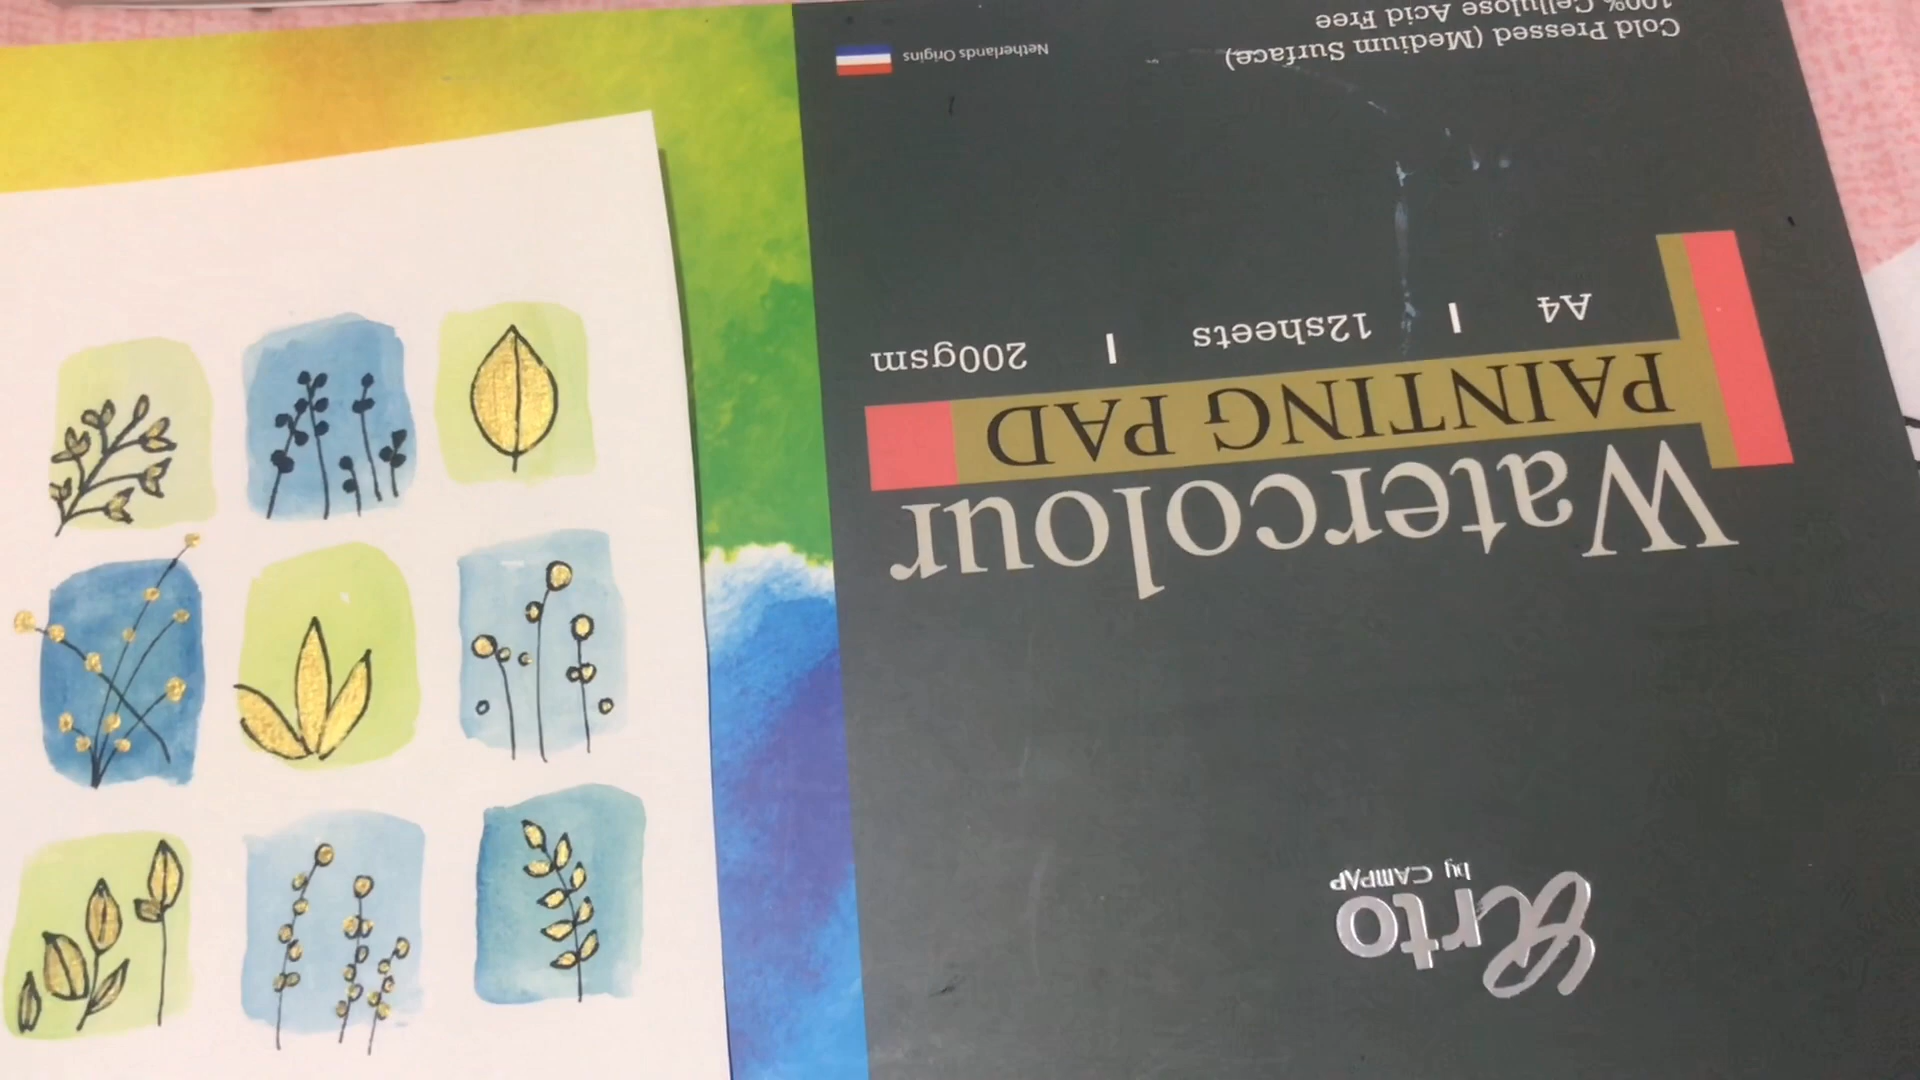 Arto
by CAMPAP
Watercolour
PAINTING PAD
A4 | 12sheets | 200gsm
Cold Pressed (Medium Surface)
100% Cellulose Acid Free
Netherlands Origins